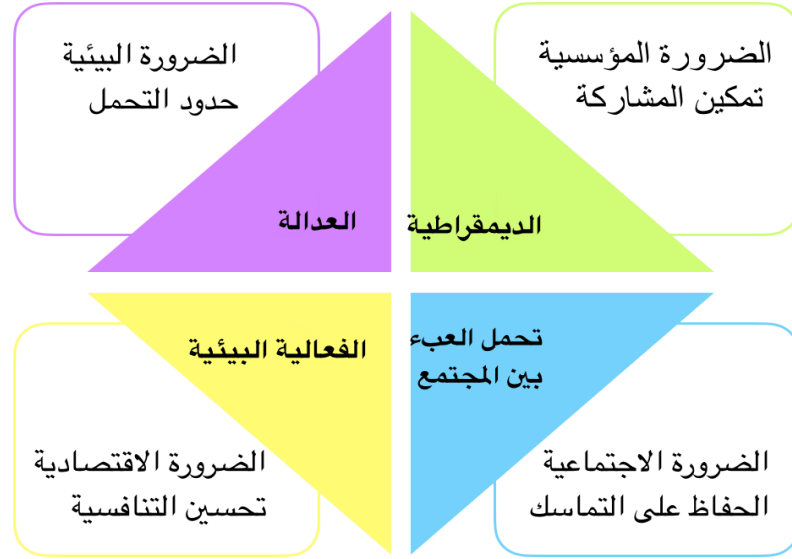 الضرورة المؤسسية
تمكين المشاركة
الديمقراطية
الضرورة البيئية
حدود التحمل
العدالة
تحمل العبء
بين المجتمع
الضرورة الاجتماعية
الحفاظ على التماسك
الفعالية البيئية
الضرورة الاقتصادية
تحسين التنافسية